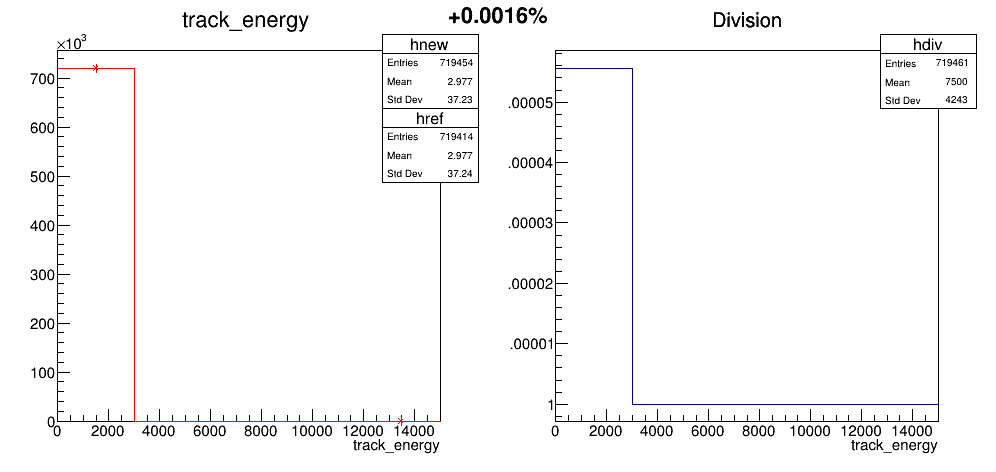 track_energy
+0.0016%
Division
×10³
hnew
Entries 719454
Mean 2.977
Std Dev 37.23
href
Entries 719414
Mean 2.977
Std Dev 37.24
700
600
500
400
300
200
100
0
0 2000 4000 6000 8000 10000 12000 14000
track_energy
hdiv
Entries 719461
Mean 7500
Std Dev 4243
.00005
.00004
.00003
.00002
.00001
1
0 2000 4000 6000 8000 10000 12000 14000
track_energy